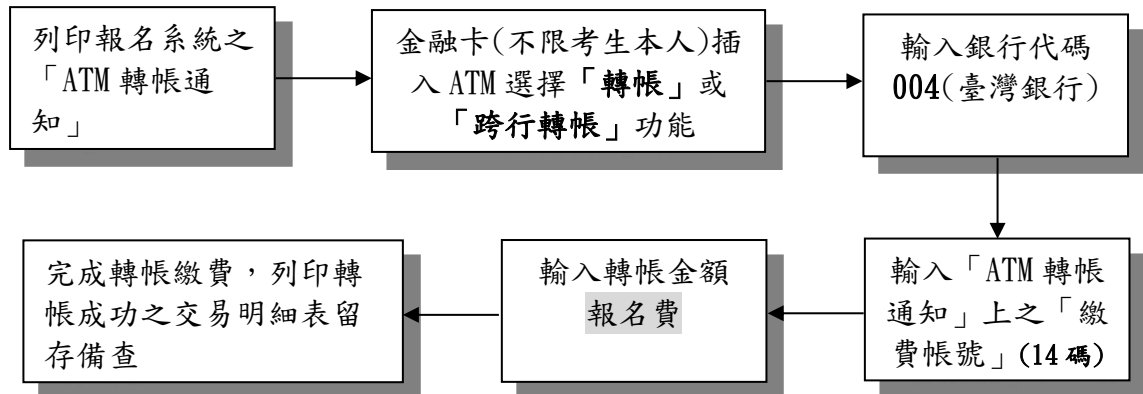 列印報名系統之
「ATM 轉帳通
知」
金融卡(不限考生本人)插
入 ATM 選擇「轉帳」或
「跨行轉帳」功能
輸入銀行代碼
004(臺灣銀行)
輸入「ATM 轉帳
通知」上之「繳
費帳號」(14 碼)
輸入轉帳金額
報名費
完成轉帳繳費，列印轉
帳成功之交易明細表留
存備查